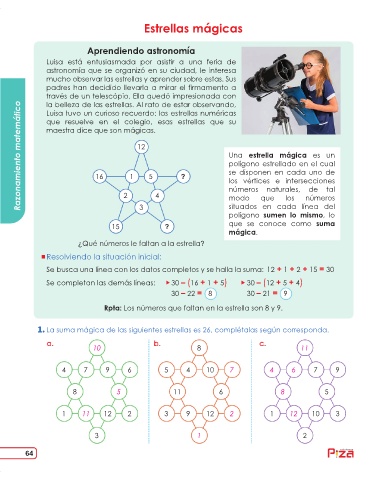 Estrellas mágicas
Razonamiento matemático
Aprendiendo astronomía
Luisa está entusiasmada por asistir a una feria de
astronomía que se organizó en su ciudad, le interesa
mucho observar las estrellas y aprender sobre estas. Sus
padres han decidido llevarla a mirar el firmamento a
través de un telescópio. Ella quedó impresionada con
la belleza de las estrellas. Al rato de estar observando,
Luisa tuvo un curioso recuerdo: las estrellas numéricas
que resuelve en el colegio, esas estrellas que su
maestra dice que son mágicas.
12
16 1 5 ?
2 4
3
15 ?
Una estrella mágica es un
polígono estrellado en el cual
se disponen en cada uno de
los vértices e intersecciones
números naturales, de tal
modo que los números
situados en cada línea del
polígono sumen lo mismo, lo
que se conoce como suma
mágica.
¿Qué números le faltan a la estrella?
Resolviendo la situación inicial:
Se busca una línea con los datos completos y se halla la suma: 12 + 1 + 2 + 15 = 30
Se completan las demás líneas: 30 – (16 + 1 + 5) 30 – (12 + 5 + 4)
30 – 22 = 8 30 – 21 = 9
Rpta: Los números que faltan en la estrella son 8 y 9.
1. La suma mágica de las siguientes estrellas es 26, complétalas según corresponda.
a. b. c.
10 8 11
4 7 9 6 5 4 10 7 4 6 7 9
8 5 11 6 8 5
1 11 12 2 3 9 12 2 1 12 10 3
3 1 2
64